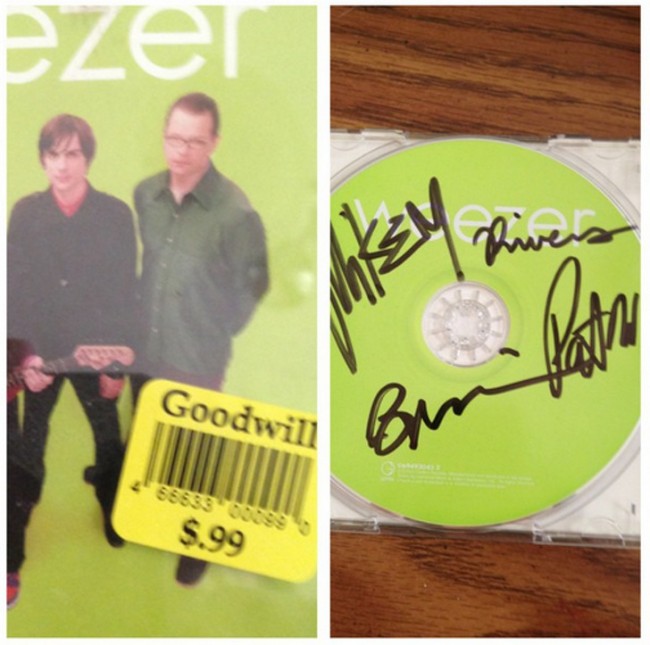 ezer
Goodwill
4 66633 00099 0
$.99
weezer
MikEy
Rivers
Brian
Pat